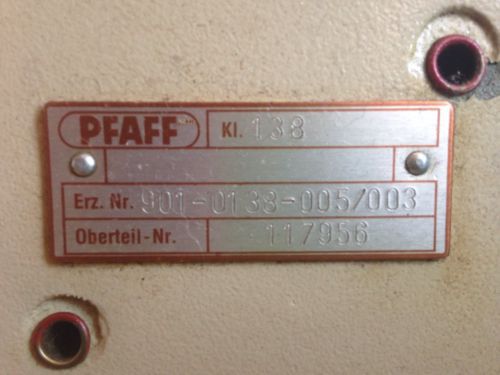 PFAFF Kl. 138
Erz. Nr. 901-0138-005/003
Oberteil-Nr. 117956